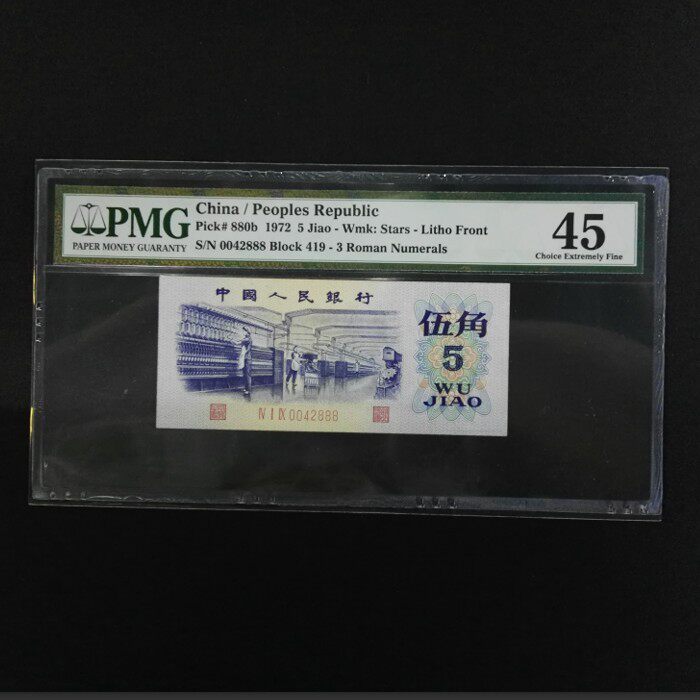 PMG
PAPER MONEY GUARANTY
China / Peoples Republic
Pick# 880b 1972 5 Jiao - Wmk: Stars - Litho Front
S/N 0042888 Block 419 - 3 Roman Numerals
45
Choice Extremely Fine
中國人民銀行
伍角
5
WU
JIAO
Ⅳ Ⅰ Ⅸ 0042888